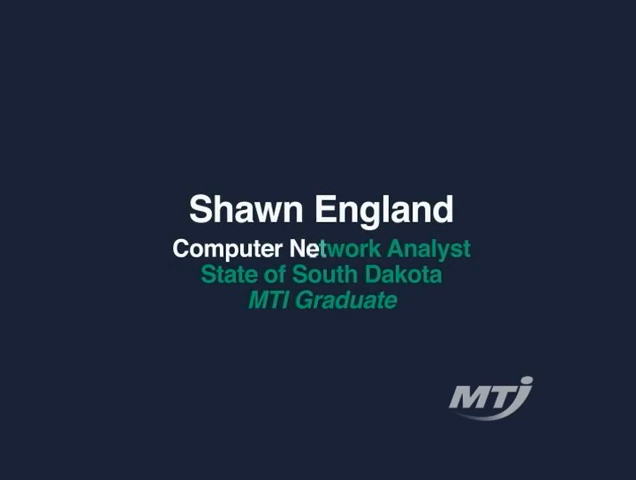 Shawn England
Computer Network Analyst
State of South Dakota
MTI Graduate
MTI